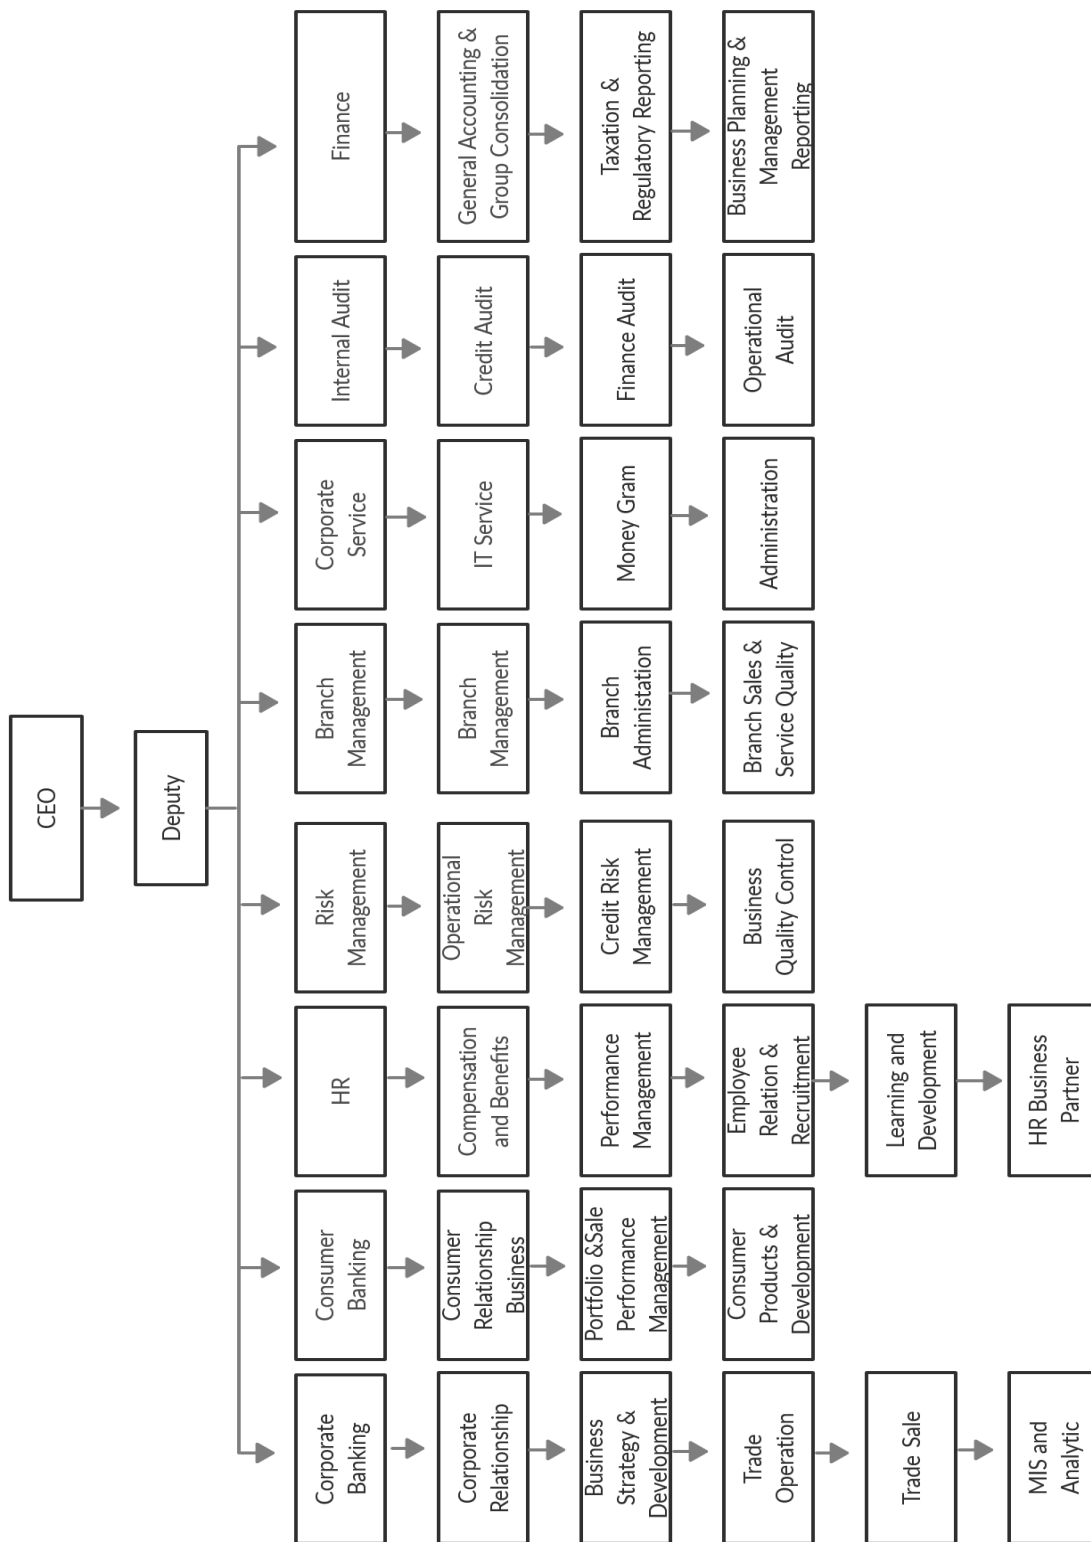 CEO
Deputy
Corporate
Banking
Consumer
Banking
HR
Risk
Management
Branch
Management
Corporate
Service
Internal Audit
Finance
Corporate
Relationship
Consumer
Relationship
Business
Compensation
and Benefits
Operational
Risk
Management
Branch
Management
IT Service
Credit Audit
General Accounting &
Group Consolidation
Business
Strategy &
Development
Portfolio &Sale
Performance
Management
Performance
Management
Credit Risk
Management
Branch
Administation
Money Gram
Finance Audit
Taxation &
Regulatory Reporting
Trade
Operation
Consumer
Products &
Development
Employee
Relation &
Recruitment
Business
Quality Control
Branch Sales &
Service Quality
Administration
Operational
Audit
Business Planning &
Management
Reporting
Trade Sale
Learning and
Development
MIS and
Analytic
HR Business
Partner